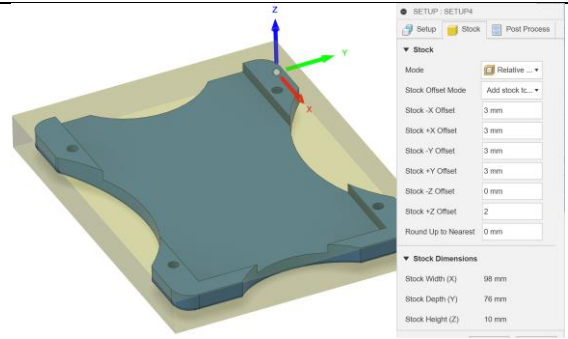 SETUP : SETUP4
Setup Stock Post Process
Z
Y
X
▼ Stock
Mode Relative ...
Stock Offset Mode Add stock tc...
Stock -X Offset 3 mm
Stock +X Offset 3 mm
Stock -Y Offset 3 mm
Stock +Y Offset 3 mm
Stock -Z Offset 0 mm
Stock +Z Offset 2
Round Up to Nearest 0 mm
▼ Stock Dimensions
Stock Width (X) 98 mm
Stock Depth (Y) 76 mm
Stock Height (Z) 10 mm